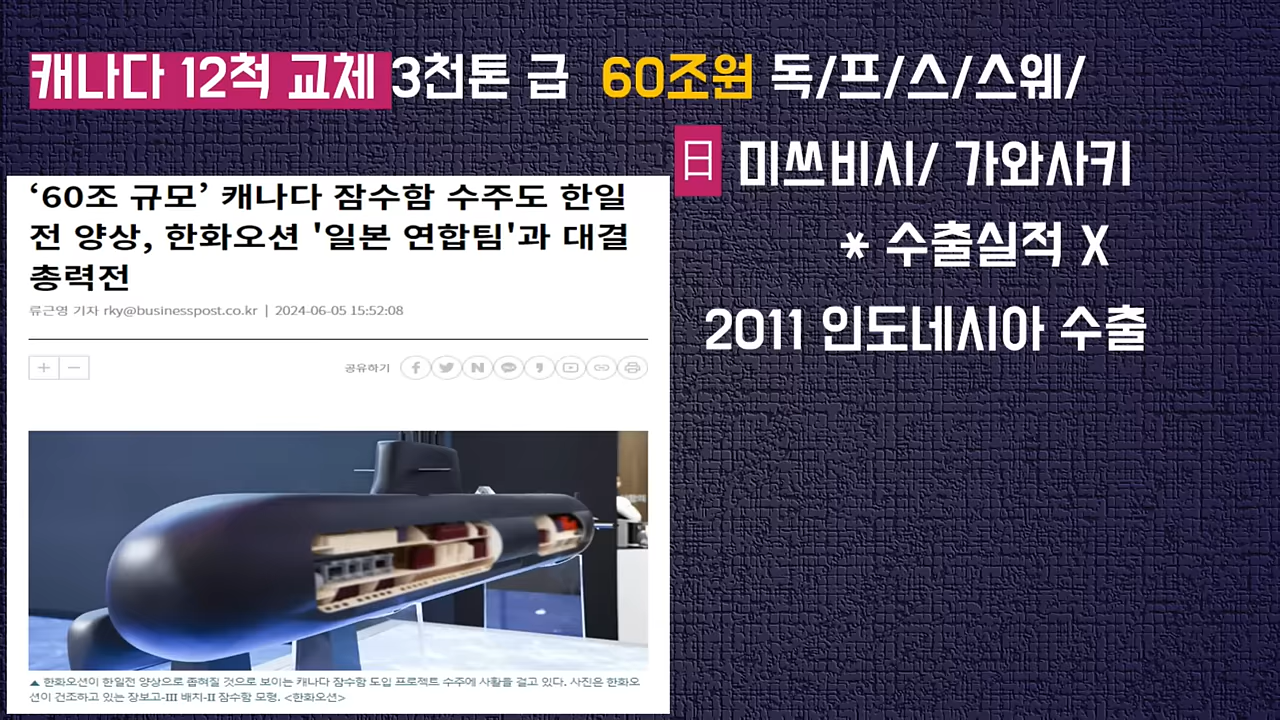 캐나다 12척 교체 3천톤 급 60조원 독/프/스/스웨/
日 미쓰비시/ 가와사키
* 수출실적 X
2011 인도네시아 수출
‘60조 규모’ 캐나다 잠수함 수주도 한일
전 양상, 한화오션 '일본 연합팀'과 대결
총력전
류근영 기자 rky@businesspost.co.kr | 2024-06-05 15:52:08
공유하기
▲ 한화오션이 한일전 양상으로 좁혀질 것으로 보이는 캐나다 잠수함 도입 프로젝트 수주에 사활을 걸고 있다. 사진은 한화오
션이 건조하고 있는 장보고-III 배치-II 잠수함 모형. <한화오션>